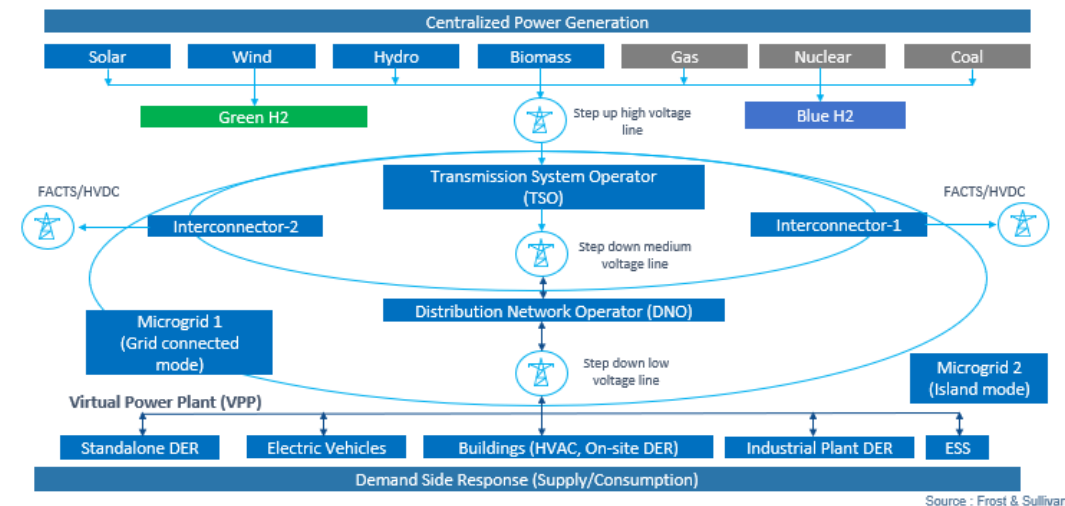 Centralized Power Generation
Solar
Wind
Hydro
Biomass
Gas
Nuclear
Coal
Green H2
Step up high voltage
line
Blue H2
Transmission System Operator
(TSO)
FACTS/HVDC
FACTS/HVDC
Interconnector-2
Interconnector-1
Step down medium
voltage line
Distribution Network Operator (DNO)
Microgrid 1
(Grid connected
mode)
Step down low
voltage line
Microgrid 2
(Island mode)
Virtual Power Plant (VPP)
Standalone DER
Electric Vehicles
Buildings (HVAC, On-site DER)
Industrial Plant DER
ESS
Demand Side Response (Supply/Consumption)
Source : Frost & Sullivan